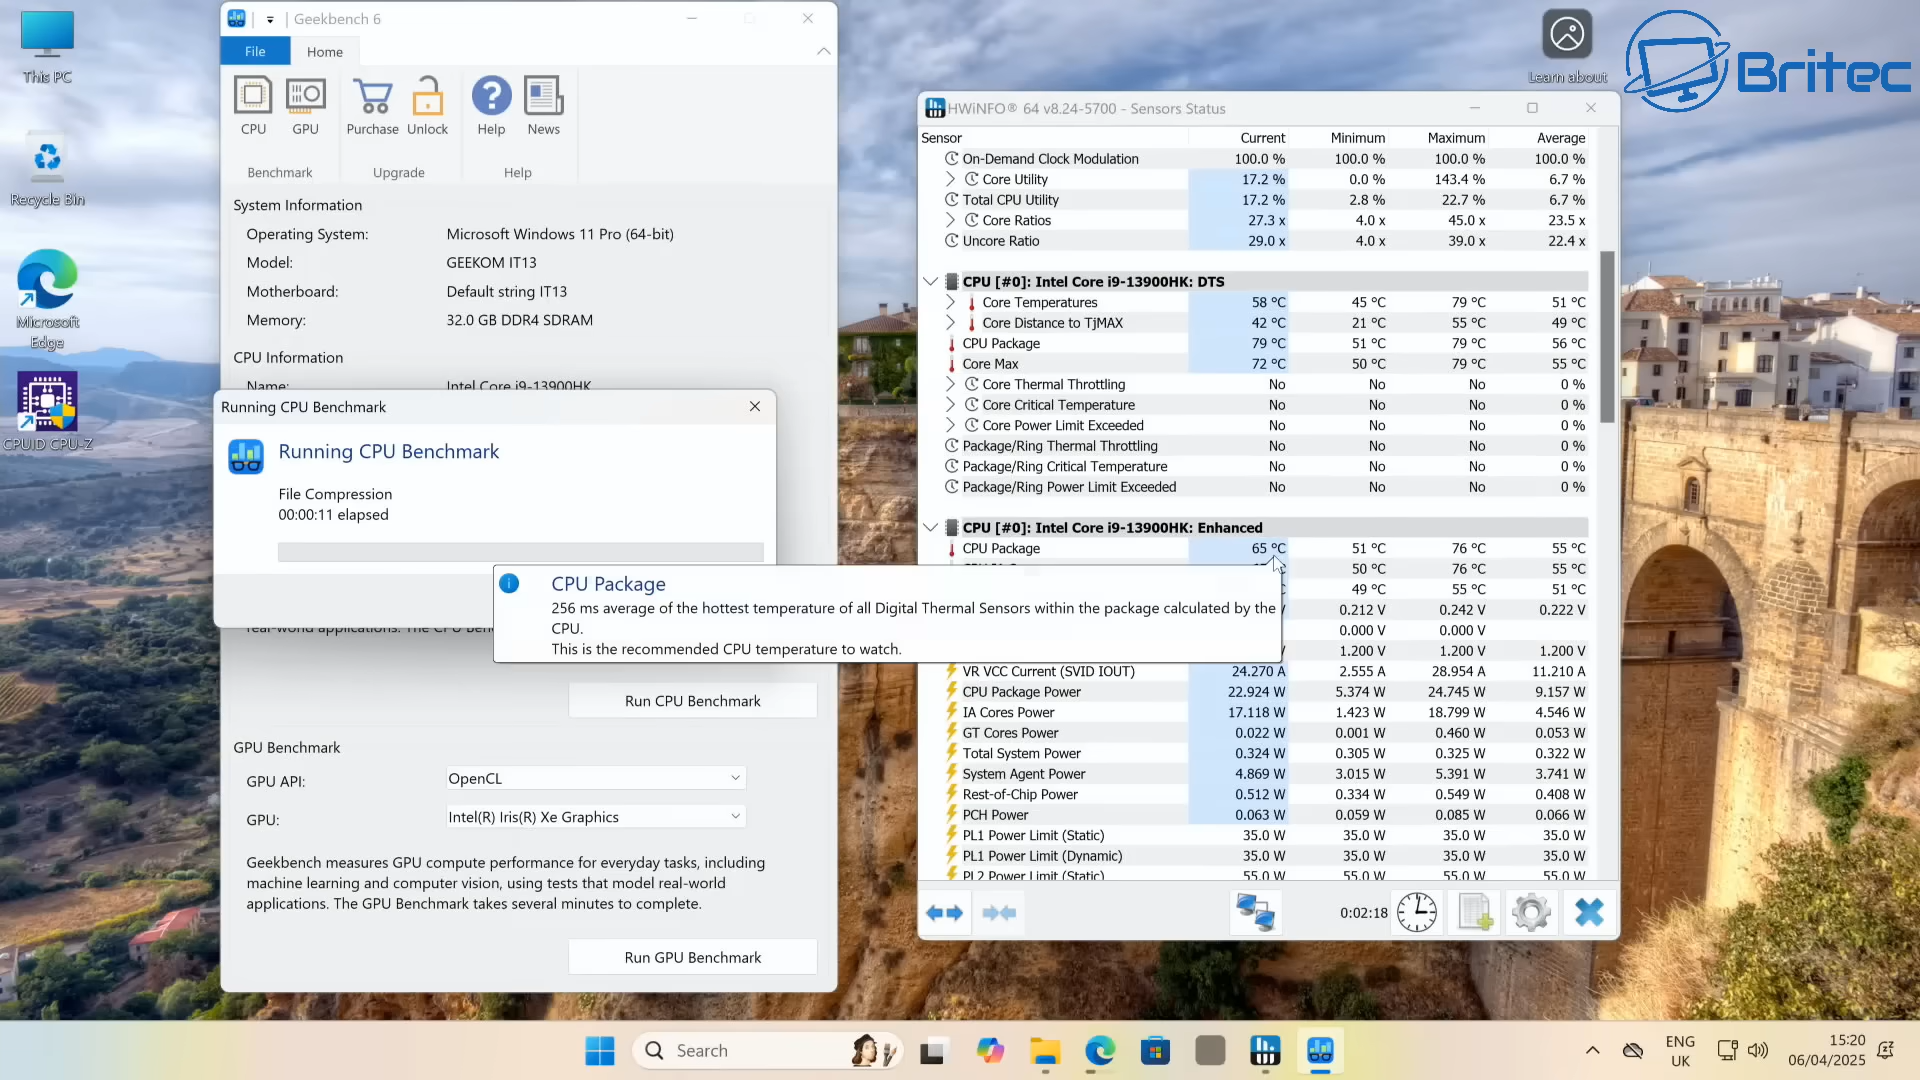 This PC
Recycle Bin
Microsoft
Edge
CPUID CPU-Z
Learn about
Britec
Geekbench 6
File
Home
CPU
GPU
Purchase
Unlock
Help
News
Benchmark
Upgrade
Help
System Information
Operating System: Microsoft Windows 11 Pro (64-bit)
Model: GEEKOM IT13
Motherboard: Default string IT13
Memory: 32.0 GB DDR4 SDRAM
CPU Information
Name: Intel Core i9-13900HK
Running CPU Benchmark
Running CPU Benchmark
File Compression
00:00:11 elapsed
real-world applications. The CPU Ben
Run CPU Benchmark
GPU Benchmark
GPU API: OpenCL
GPU: Intel(R) Iris(R) Xe Graphics
Geekbench measures GPU compute performance for everyday tasks, including
machine learning and computer vision, using tests that model real-world
applications. The GPU Benchmark takes several minutes to complete.
Run GPU Benchmark
HWiNFO® 64 v8.24-5700 - Sensors Status
Sensor Current Minimum Maximum Average
On-Demand Clock Modulation 100.0 % 100.0 % 100.0 % 100.0 %
Core Utility 17.2 % 0.0 % 143.4 % 6.7 %
Total CPU Utility 17.2 % 2.8 % 22.7 % 6.7 %
Core Ratios 27.3 x 4.0 x 45.0 x 23.5 x
Uncore Ratio 29.0 x 4.0 x 39.0 x 22.4 x
CPU [#0]: Intel Core i9-13900HK: DTS
Core Temperatures 58 °C 45 °C 79 °C 51 °C
Core Distance to TjMAX 42 °C 21 °C 55 °C 49 °C
CPU Package 79 °C 51 °C 79 °C 56 °C
Core Max 72 °C 50 °C 79 °C 55 °C
Core Thermal Throttling No No No 0 %
Core Critical Temperature No No No 0 %
Core Power Limit Exceeded No No No 0 %
Package/Ring Thermal Throttling No No No 0 %
Package/Ring Critical Temperature No No No 0 %
Package/Ring Power Limit Exceeded No No No 0 %
CPU [#0]: Intel Core i9-13900HK: Enhanced
CPU Package 65 °C 51 °C 76 °C 55 °C
50 °C 76 °C 55 °C
49 °C 55 °C 51 °C
0.212 V 0.242 V 0.222 V
0.000 V 0.000 V
1.200 V 1.200 V 1.200 V
CPU Package
256 ms average of the hottest temperature of all Digital Thermal Sensors within the package calculated by the
CPU.
This is the recommended CPU temperature to watch.
VR VCC Current (SVID IOUT) 24.270 A 2.555 A 28.954 A 11.210 A
CPU Package Power 22.924 W 5.374 W 24.745 W 9.157 W
IA Cores Power 17.118 W 1.423 W 18.799 W 4.546 W
GT Cores Power 0.022 W 0.001 W 0.460 W 0.053 W
Total System Power 0.324 W 0.305 W 0.325 W 0.322 W
System Agent Power 4.869 W 3.015 W 5.391 W 3.741 W
Rest-of-Chip Power 0.512 W 0.334 W 0.549 W 0.408 W
PCH Power 0.063 W 0.059 W 0.085 W 0.066 W
PL1 Power Limit (Static) 35.0 W 35.0 W 35.0 W 35.0 W
PL1 Power Limit (Dynamic) 35.0 W 35.0 W 35.0 W 35.0 W
PL2 Power Limit (Static) 55.0 W 55.0 W 55.0 W 55.0 W
0:02:18
Search
ENG
UK
15:20
06/04/2025